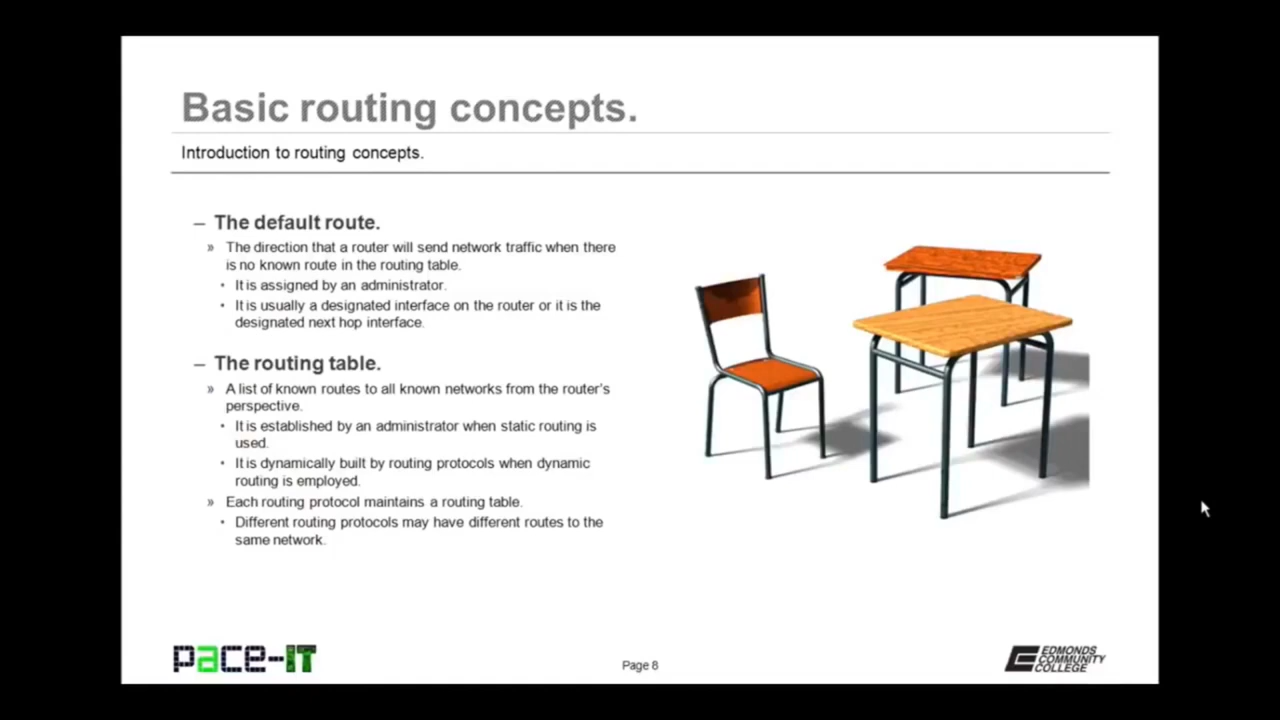 Basic routing concepts.
Introduction to routing concepts.
– The default route.
» The direction that a router will send network traffic when there
is no known route in the routing table.
• It is assigned by an administrator.
• It is usually a designated interface on the router or it is the
designated next hop interface.
– The routing table.
» A list of known routes to all known networks from the router's
perspective.
• It is established by an administrator when static routing is
used.
• It is dynamically built by routing protocols when dynamic
routing is employed.
» Each routing protocol maintains a routing table.
• Different routing protocols may have different routes to the
same network.
pace-IT
Page 8
EDMONDS
COMMUNITY
COLLEGE